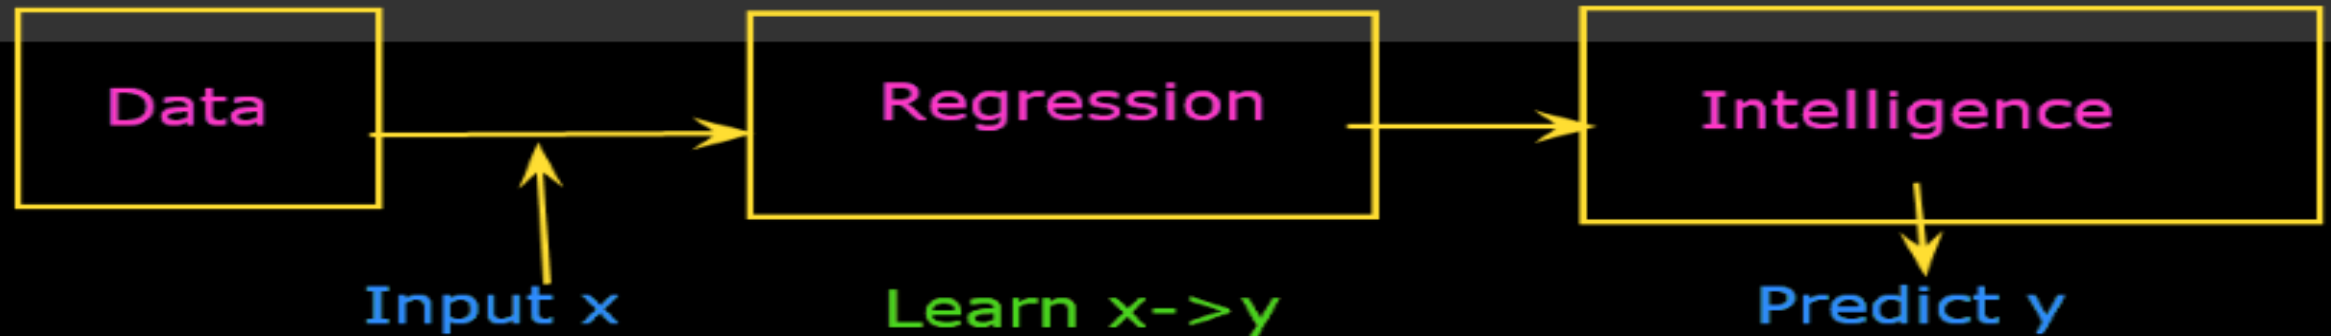 Data
Regression
Intelligence
Input x
Learn x->y
Predict y